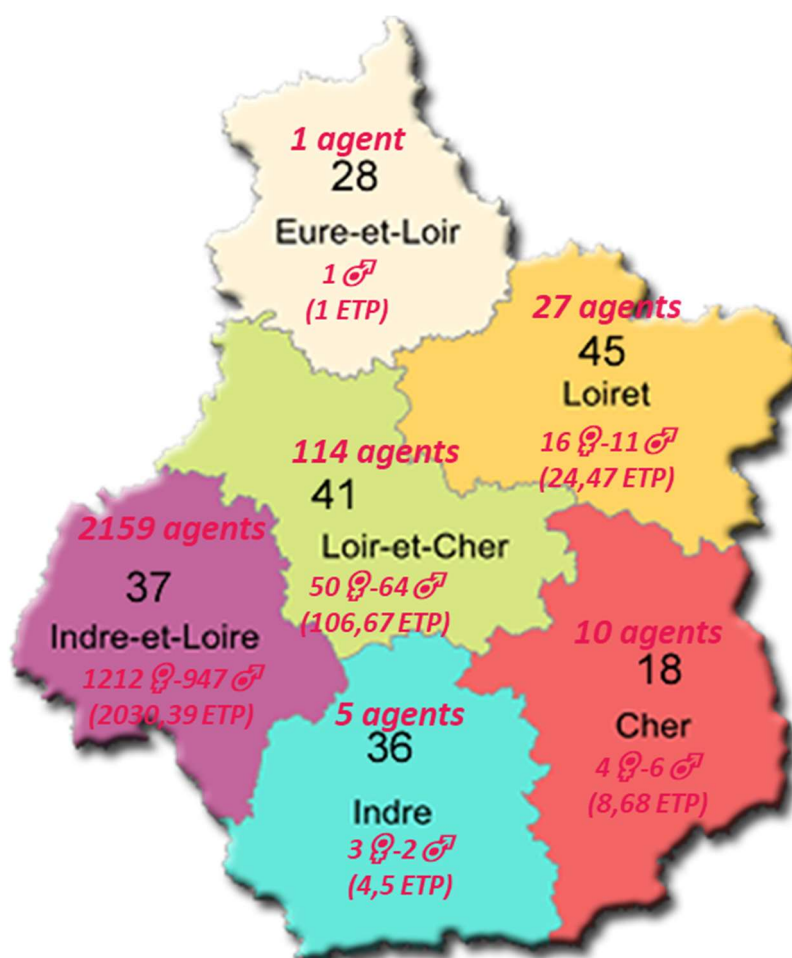 1 agent
28
Eure-et-Loir
1 ♂
(1 ETP)
27 agents
45
Loiret
16 ♀-11 ♂
(24,47 ETP)
114 agents
41
Loir-et-Cher
50 ♀-64 ♂
(106,67 ETP)
2159 agents
37
Indre-et-Loire
1212 ♀-947 ♂
(2030,39 ETP)
10 agents
18
Cher
4 ♀-6 ♂
(8,68 ETP)
5 agents
36
Indre
3 ♀-2 ♂
(4,5 ETP)